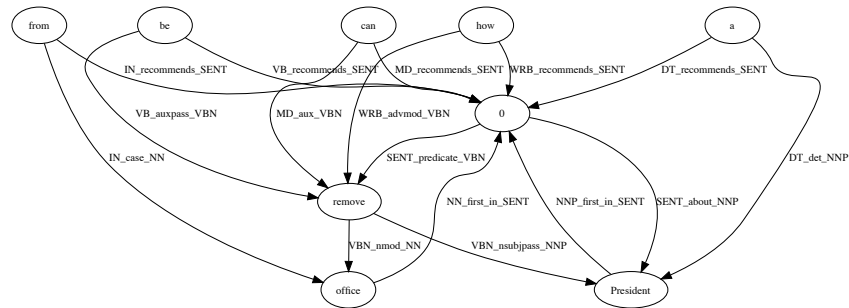 from be can how a
IN_recommends_SENT VB_recommends_SENT MD_recommends_SENT WRB_recommends_SENT DT_recommends_SENT
VB_auxpass_VBN MD_aux_VBN WRB_advmod_VBN 0
IN_case_NN SENT_predicate_VBN DT_det_NNP
remove NN_first_in_SENT NNP_first_in_SENT SENT_about_NNP
VBN_nmod_NN VBN_nsubjpass_NNP
office President